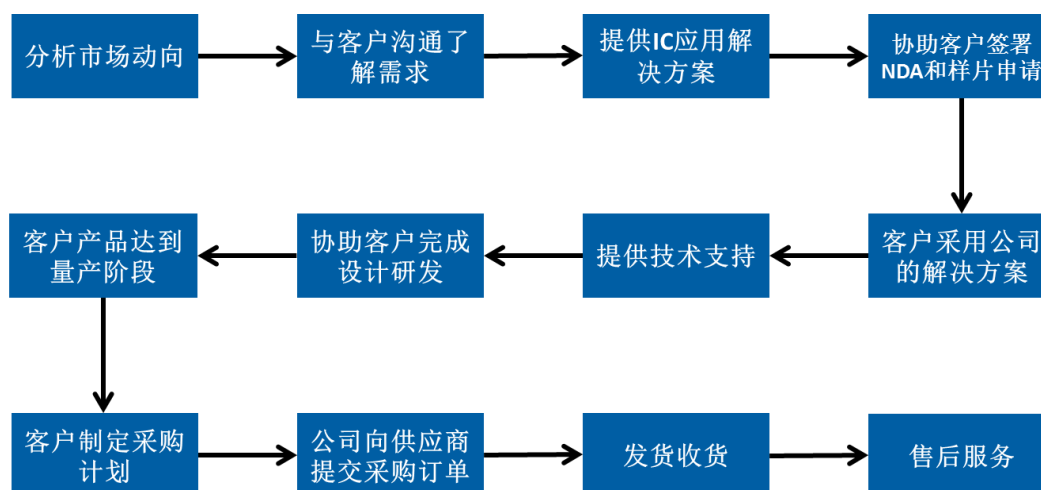 分析市场动向
与客户沟通了
解需求
提供IC应用解
决方案
协助客户签署
NDA和样片申请
客户采用公司
的解决方案
提供技术支持
协助客户完成
设计研发
客户产品达到
量产阶段
客户制定采购
计划
公司向供应商
提交采购订单
发货收货
售后服务